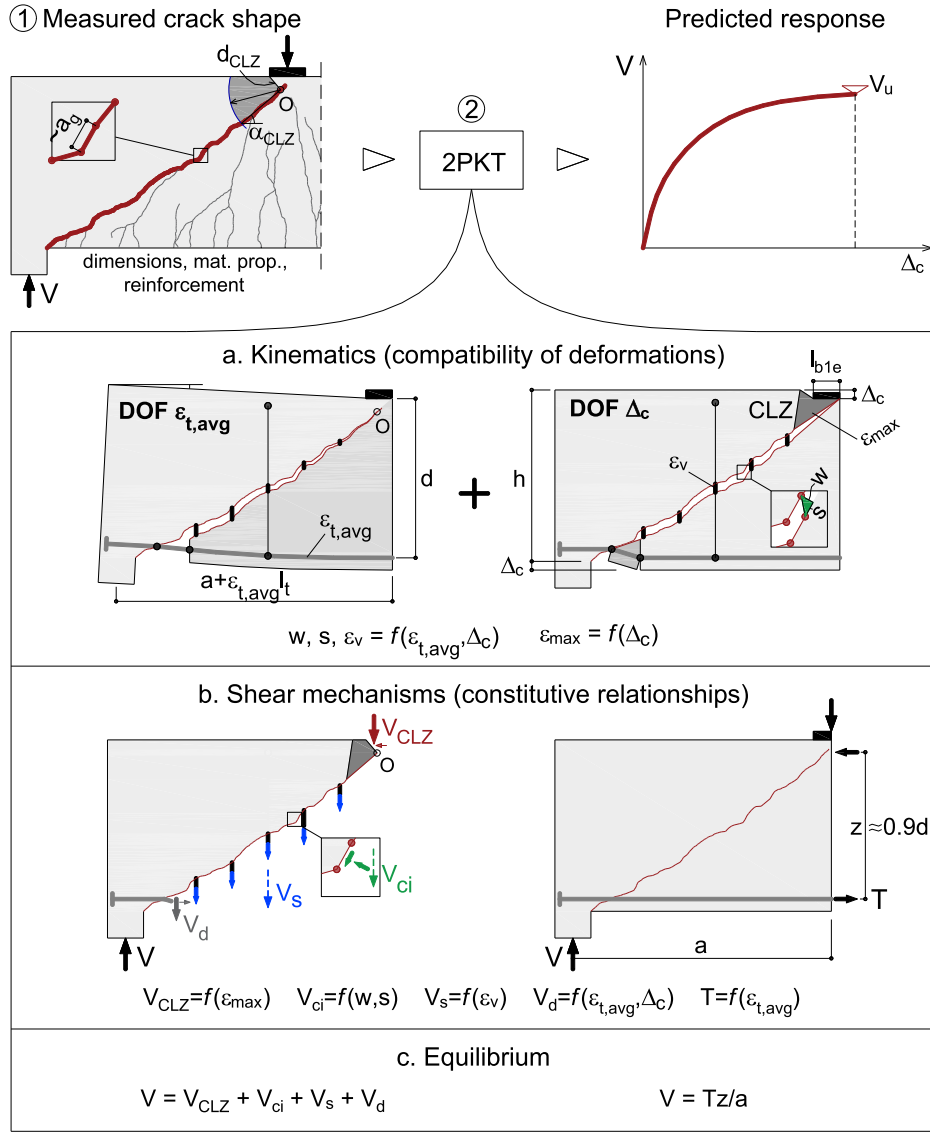 ① Measured crack shape
Predicted response
d_CLZ
O
α_CLZ
~a_g
V
dimensions, mat. prop.,
reinforcement
②
2PKT
V
V_u
Δ_c
a. Kinematics (compatibility of deformations)
DOF ε_t,avg
O
d
ε_t,avg
a+ε_t,avg l_t
l_b1e
Δ_c
DOF Δ_c
CLZ
ε_max
h
ε_v
w
s
Δ_c
w, s, ε_v = f(ε_t,avg,Δ_c)
ε_max = f(Δ_c)
b. Shear mechanisms (constitutive relationships)
V_CLZ
O
V_ci
V_s
V_d
V
z≈0.9d
T
a
V
V_CLZ=f(ε_max) V_ci=f(w,s) V_s=f(ε_v) V_d=f(ε_t,avg,Δ_c) T=f(ε_t,avg)
c. Equilibrium
V = V_CLZ + V_ci + V_s + V_d
V = Tz/a